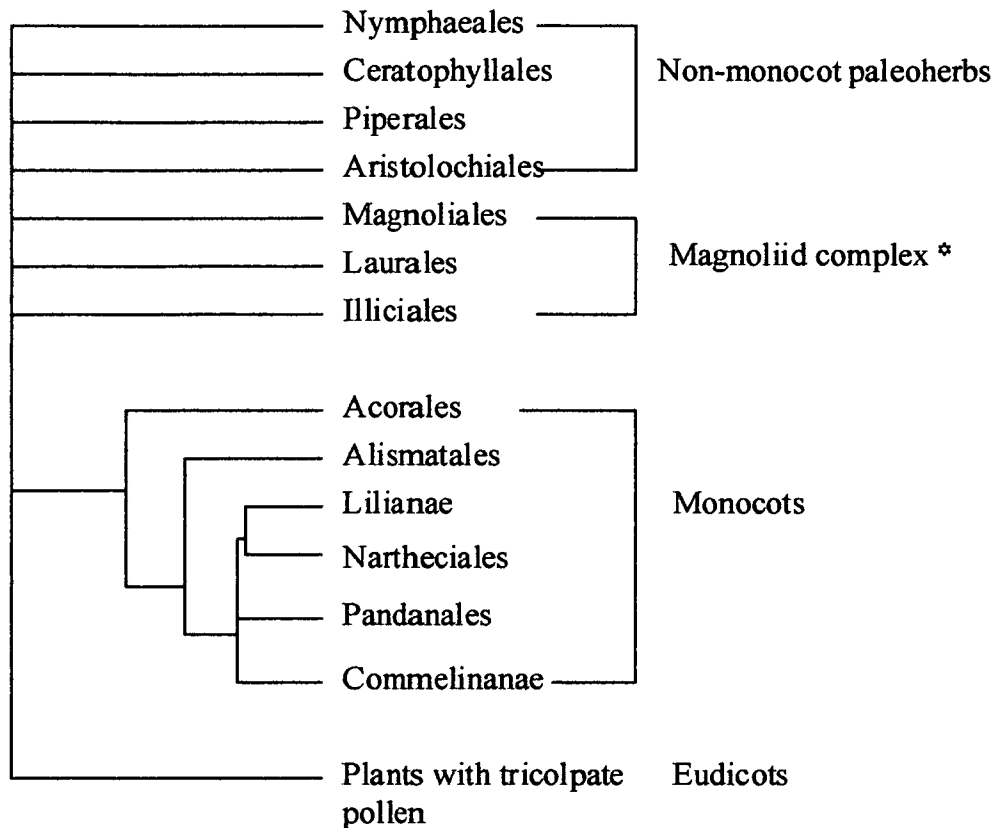 Nymphaeales
Ceratophyllales
Non-monocot paleoherbs
Piperales
Aristolochiales
Magnoliales
Magnoliid complex *
Laurales
Illiciales
Acorales
Alismatales
Lilianae
Monocots
Nartheciales
Pandanales
Commelinanae
Plants with tricolpate
pollen
Eudicots